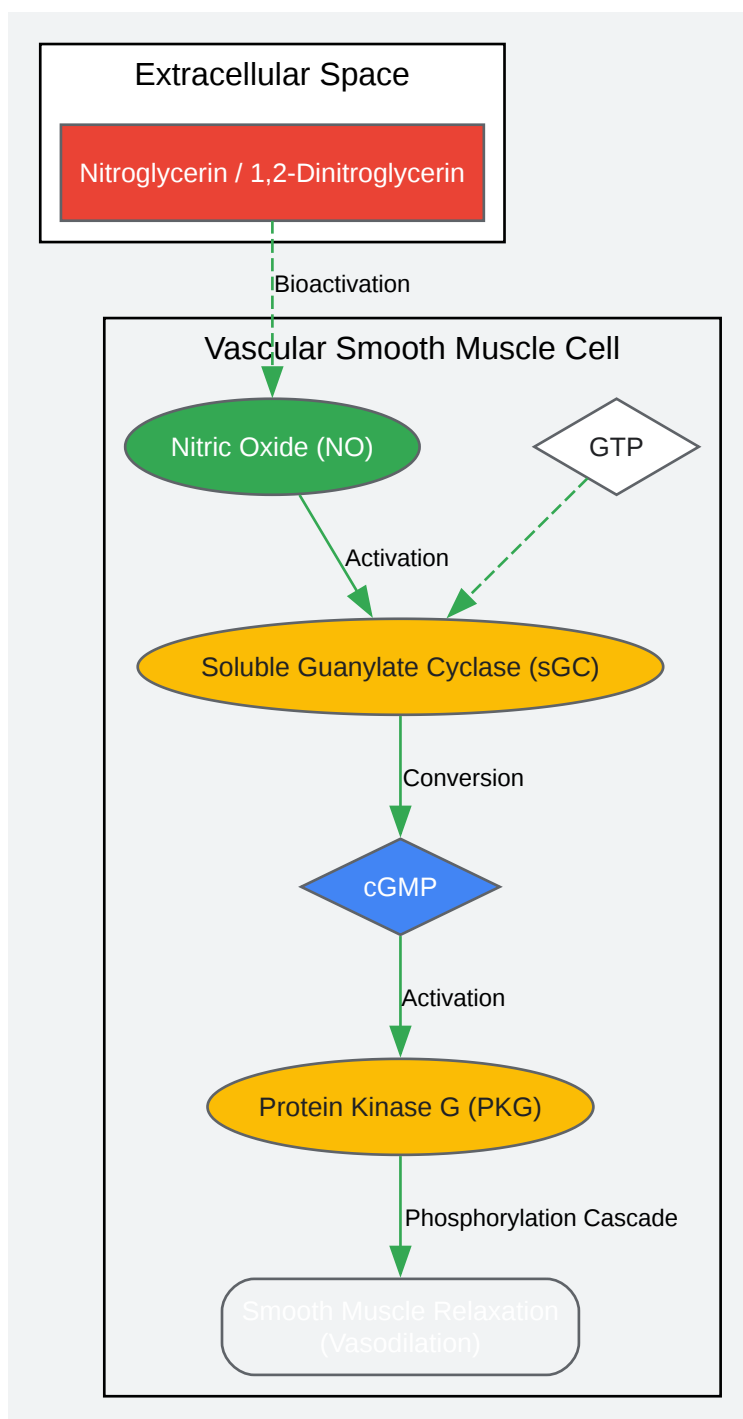 Extracellular Space
Nitroglycerin / 1,2-Dinitroglycerin
Bioactivation
Vascular Smooth Muscle Cell
Nitric Oxide (NO)
GTP
Activation
Soluble Guanylate Cyclase (sGC)
Conversion
cGMP
Activation
Protein Kinase G (PKG)
Phosphorylation Cascade
Smooth Muscle Relaxation
(Vasodilation)